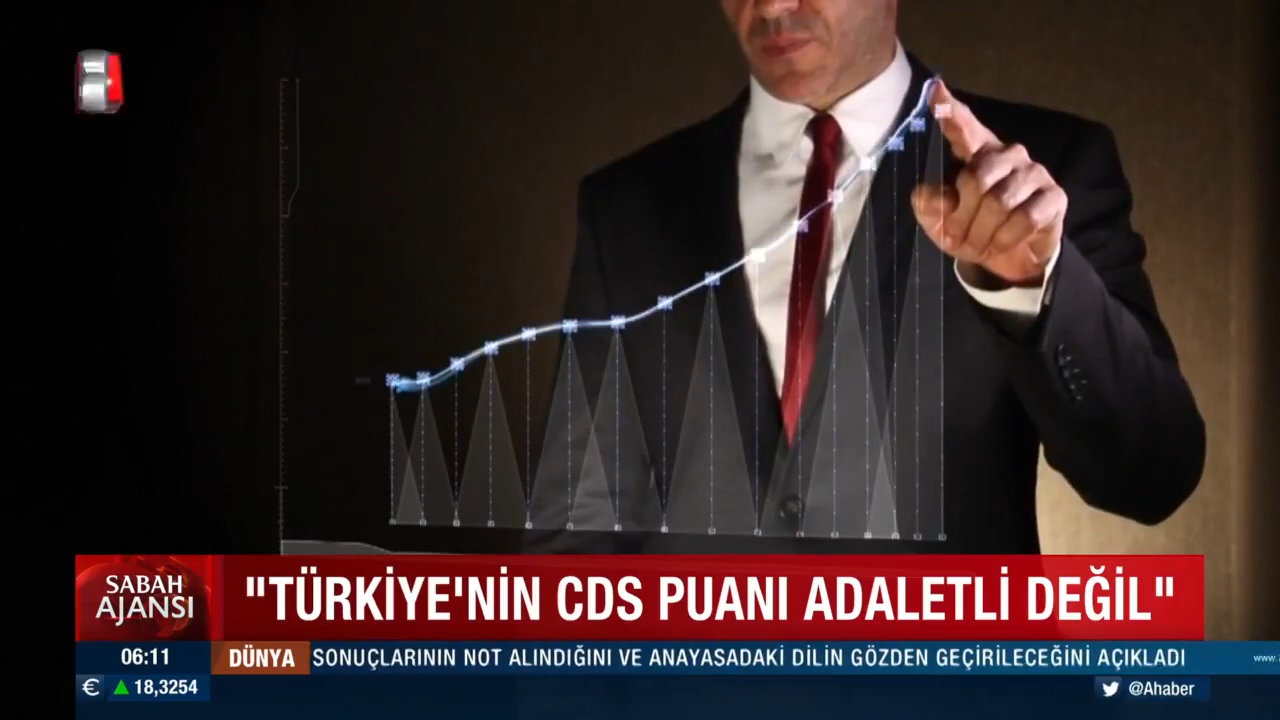 "TÜRKİYE'NİN CDS PUANI ADALETLİ DEĞİL"
SABAH
AJANSI
06:11
DÜNYA
SONUÇLARININ NOT ALINDIĞINI VE ANAYASADAKİ DİLİN GÖZDEN GEÇİRİLECEĞİNİ AÇIKLADI
www.
€ ▲ 18,3254
@Ahaber